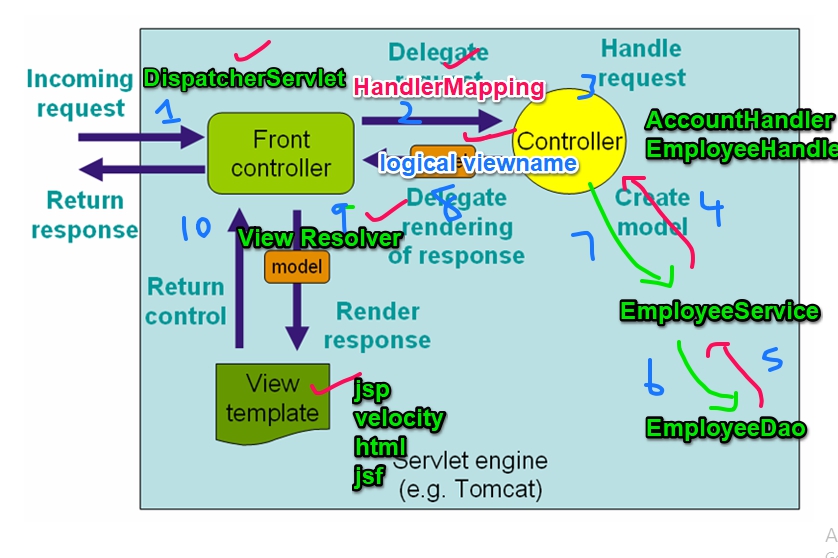 Incoming
request
DispatcherServlet
Delegate
request
HandlerMapping
Handle
request
1
2
3
Front
controller
Controller
AccountHandler
EmployeeHandle
logical viewname
Return
response
10
9
8
Delegate
rendering
of response
Create
model
4
7
View Resolver
model
Return
control
Render
response
EmployeeService
6
5
EmployeeDao
View
template
jsp
velocity
html
jsf
Servlet engine
(e.g. Tomcat)